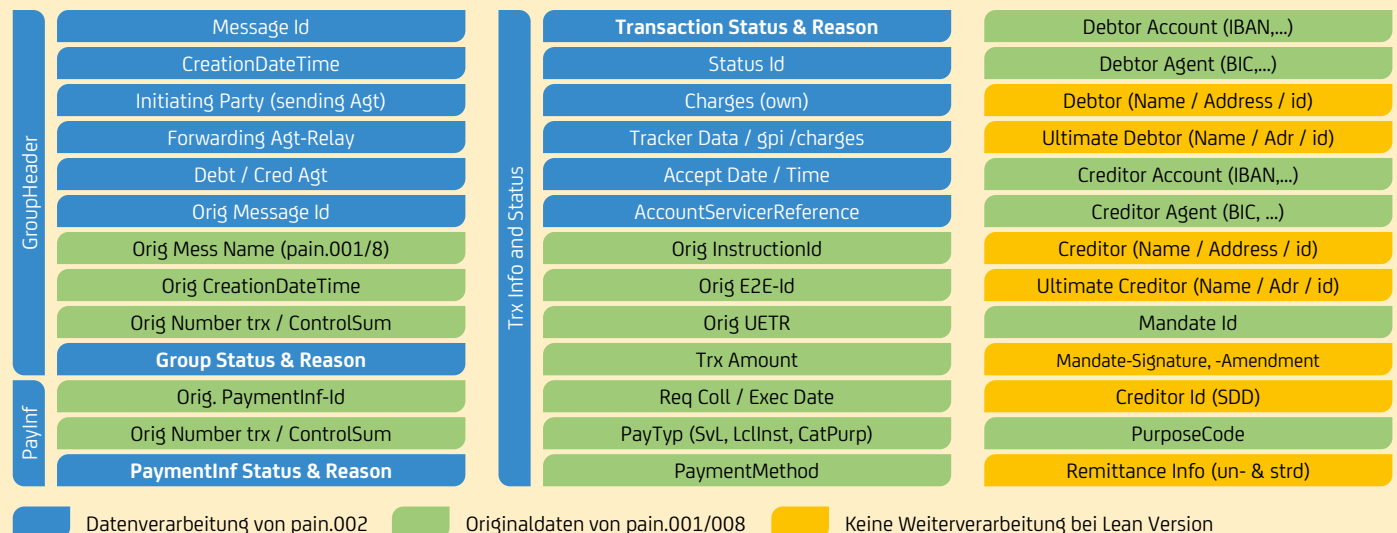 GroupHeader
Message Id
CreationDateTime
Initiating Party (sending Agt)
Forwarding Agt-Relay
Debt / Cred Agt
Orig Message Id
Orig Mess Name (pain.001/8)
Orig CreationDateTime
Orig Number trx / ControlSum
Group Status & Reason
PayInf
Orig. PaymentInf-Id
Orig Number trx / ControlSum
PaymentInf Status & Reason
Trx Info and Status
Transaction Status & Reason
Status Id
Charges (own)
Tracker Data / gpi /charges
Accept Date / Time
AccountServicerReference
Orig InstructionId
Orig E2E-Id
Orig UETR
Trx Amount
Req Coll / Exec Date
PayTyp (SvL, LclInst, CatPurp)
PaymentMethod
Debtor Account (IBAN,...)
Debtor Agent (BIC,...)
Debtor (Name / Address / id)
Ultimate Debtor (Name / Adr / id)
Creditor Account (IBAN,...)
Creditor Agent (BIC, ...)
Creditor (Name / Address / id)
Ultimate Creditor (Name / Adr / id)
Mandate Id
Mandate-Signature, -Amendment
Creditor Id (SDD)
PurposeCode
Remittance Info (un- & strd)
Datenverarbeitung von pain.002
Originaldaten von pain.001/008
Keine Weiterverarbeitung bei Lean Version